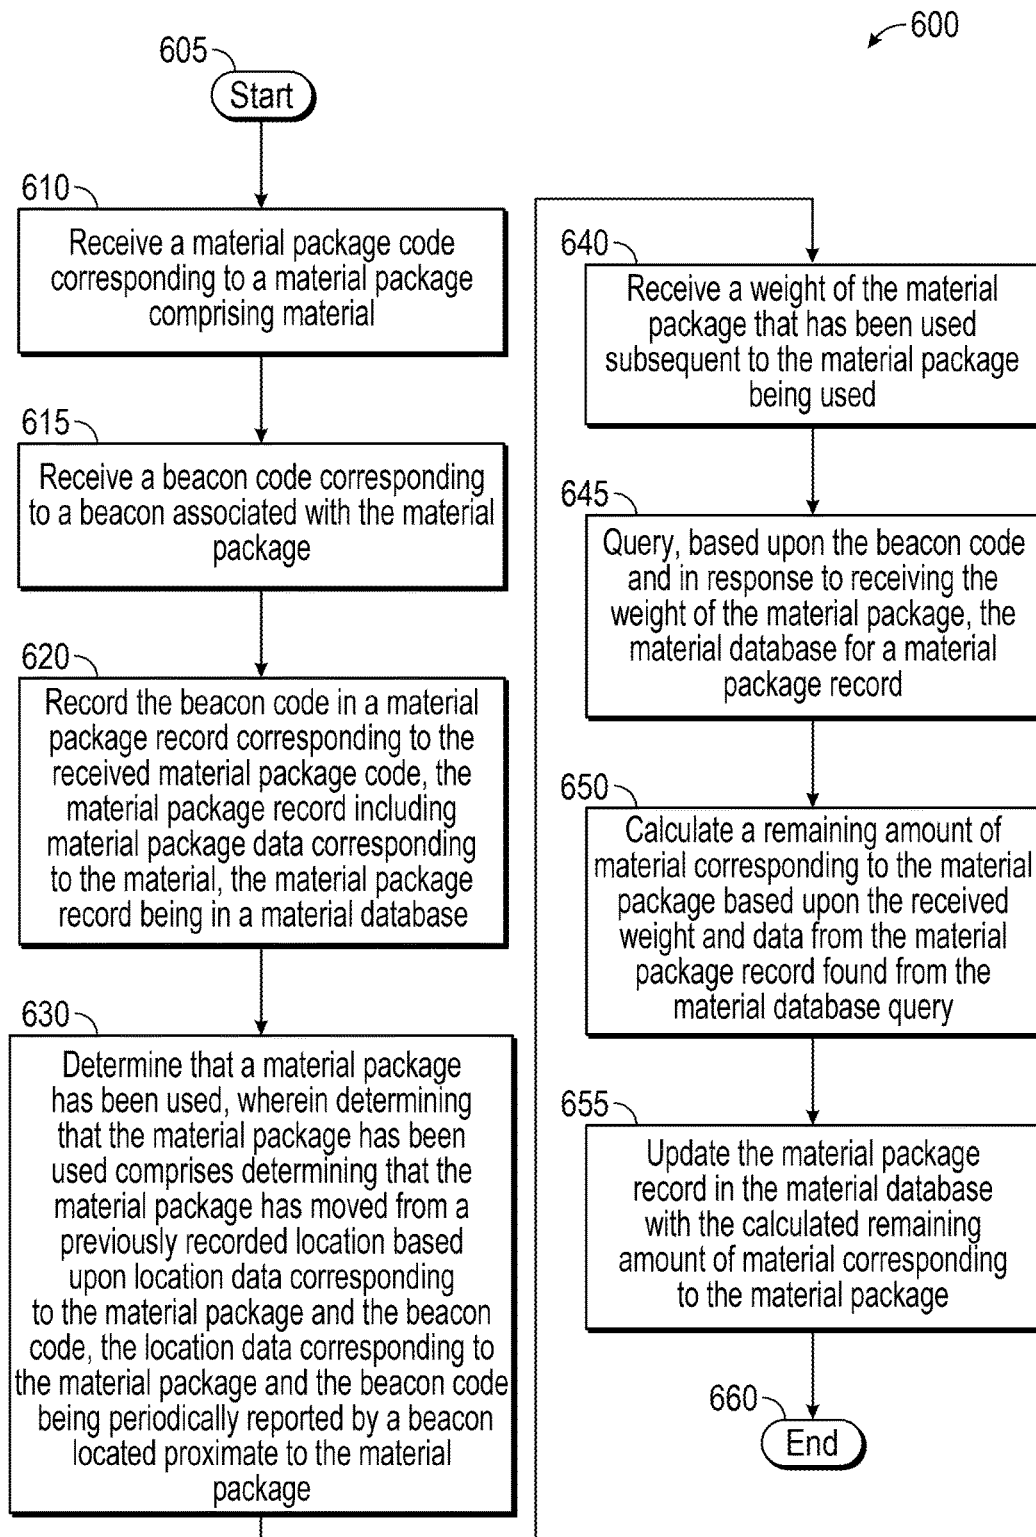 600
605
Start
610
Receive a material package code
corresponding to a material package
comprising material
615
Receive a beacon code corresponding
to a beacon associated with the material
package
620
Record the beacon code in a material
package record corresponding to the
received material package code, the
material package record including
material package data corresponding
to the material, the material package
record being in a material database
630
Determine that a material package
has been used, wherein determining
that the material package has been
used comprises determining that the
material package has moved from a
previously recorded location based
upon location data corresponding
to the material package and the beacon
code, the location data corresponding to
the material package and the beacon code
being periodically reported by a beacon
located proximate to the material
package
640
Receive a weight of the material
package that has been used
subsequent to the material package
being used
645
Query, based upon the beacon code
and in response to receiving the
weight of the material package, the
material database for a material
package record
650
Calculate a remaining amount of
material corresponding to the material
package based upon the received
weight and data from the material
package record found from the
material database query
655
Update the material package
record in the material database
with the calculated remaining
amount of material corresponding
to the material package
660
End